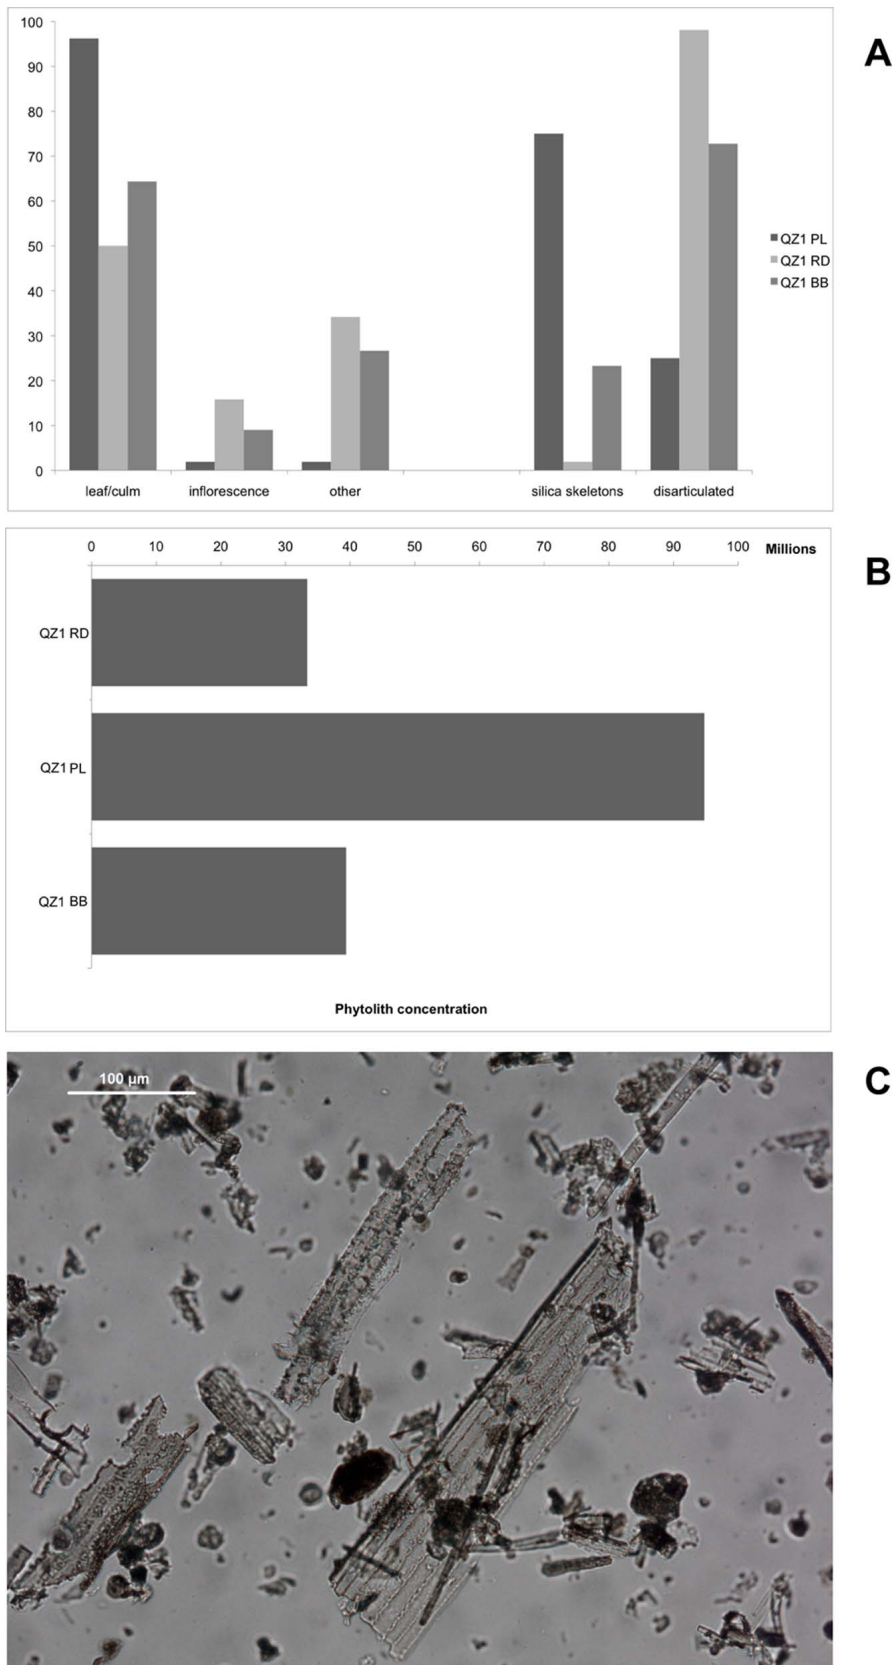 A
100
90
80
70
60
50
40
30
20
10
0
leaf/culm inflorescence other silica skeletons disarticulated
QZ1 PL
QZ1 RD
QZ1 BB
B
0 10 20 30 40 50 60 70 80 90 100 Millions
QZ1 RD
QZ1 PL
QZ1 BB
Phytolith concentration
C
100 µm